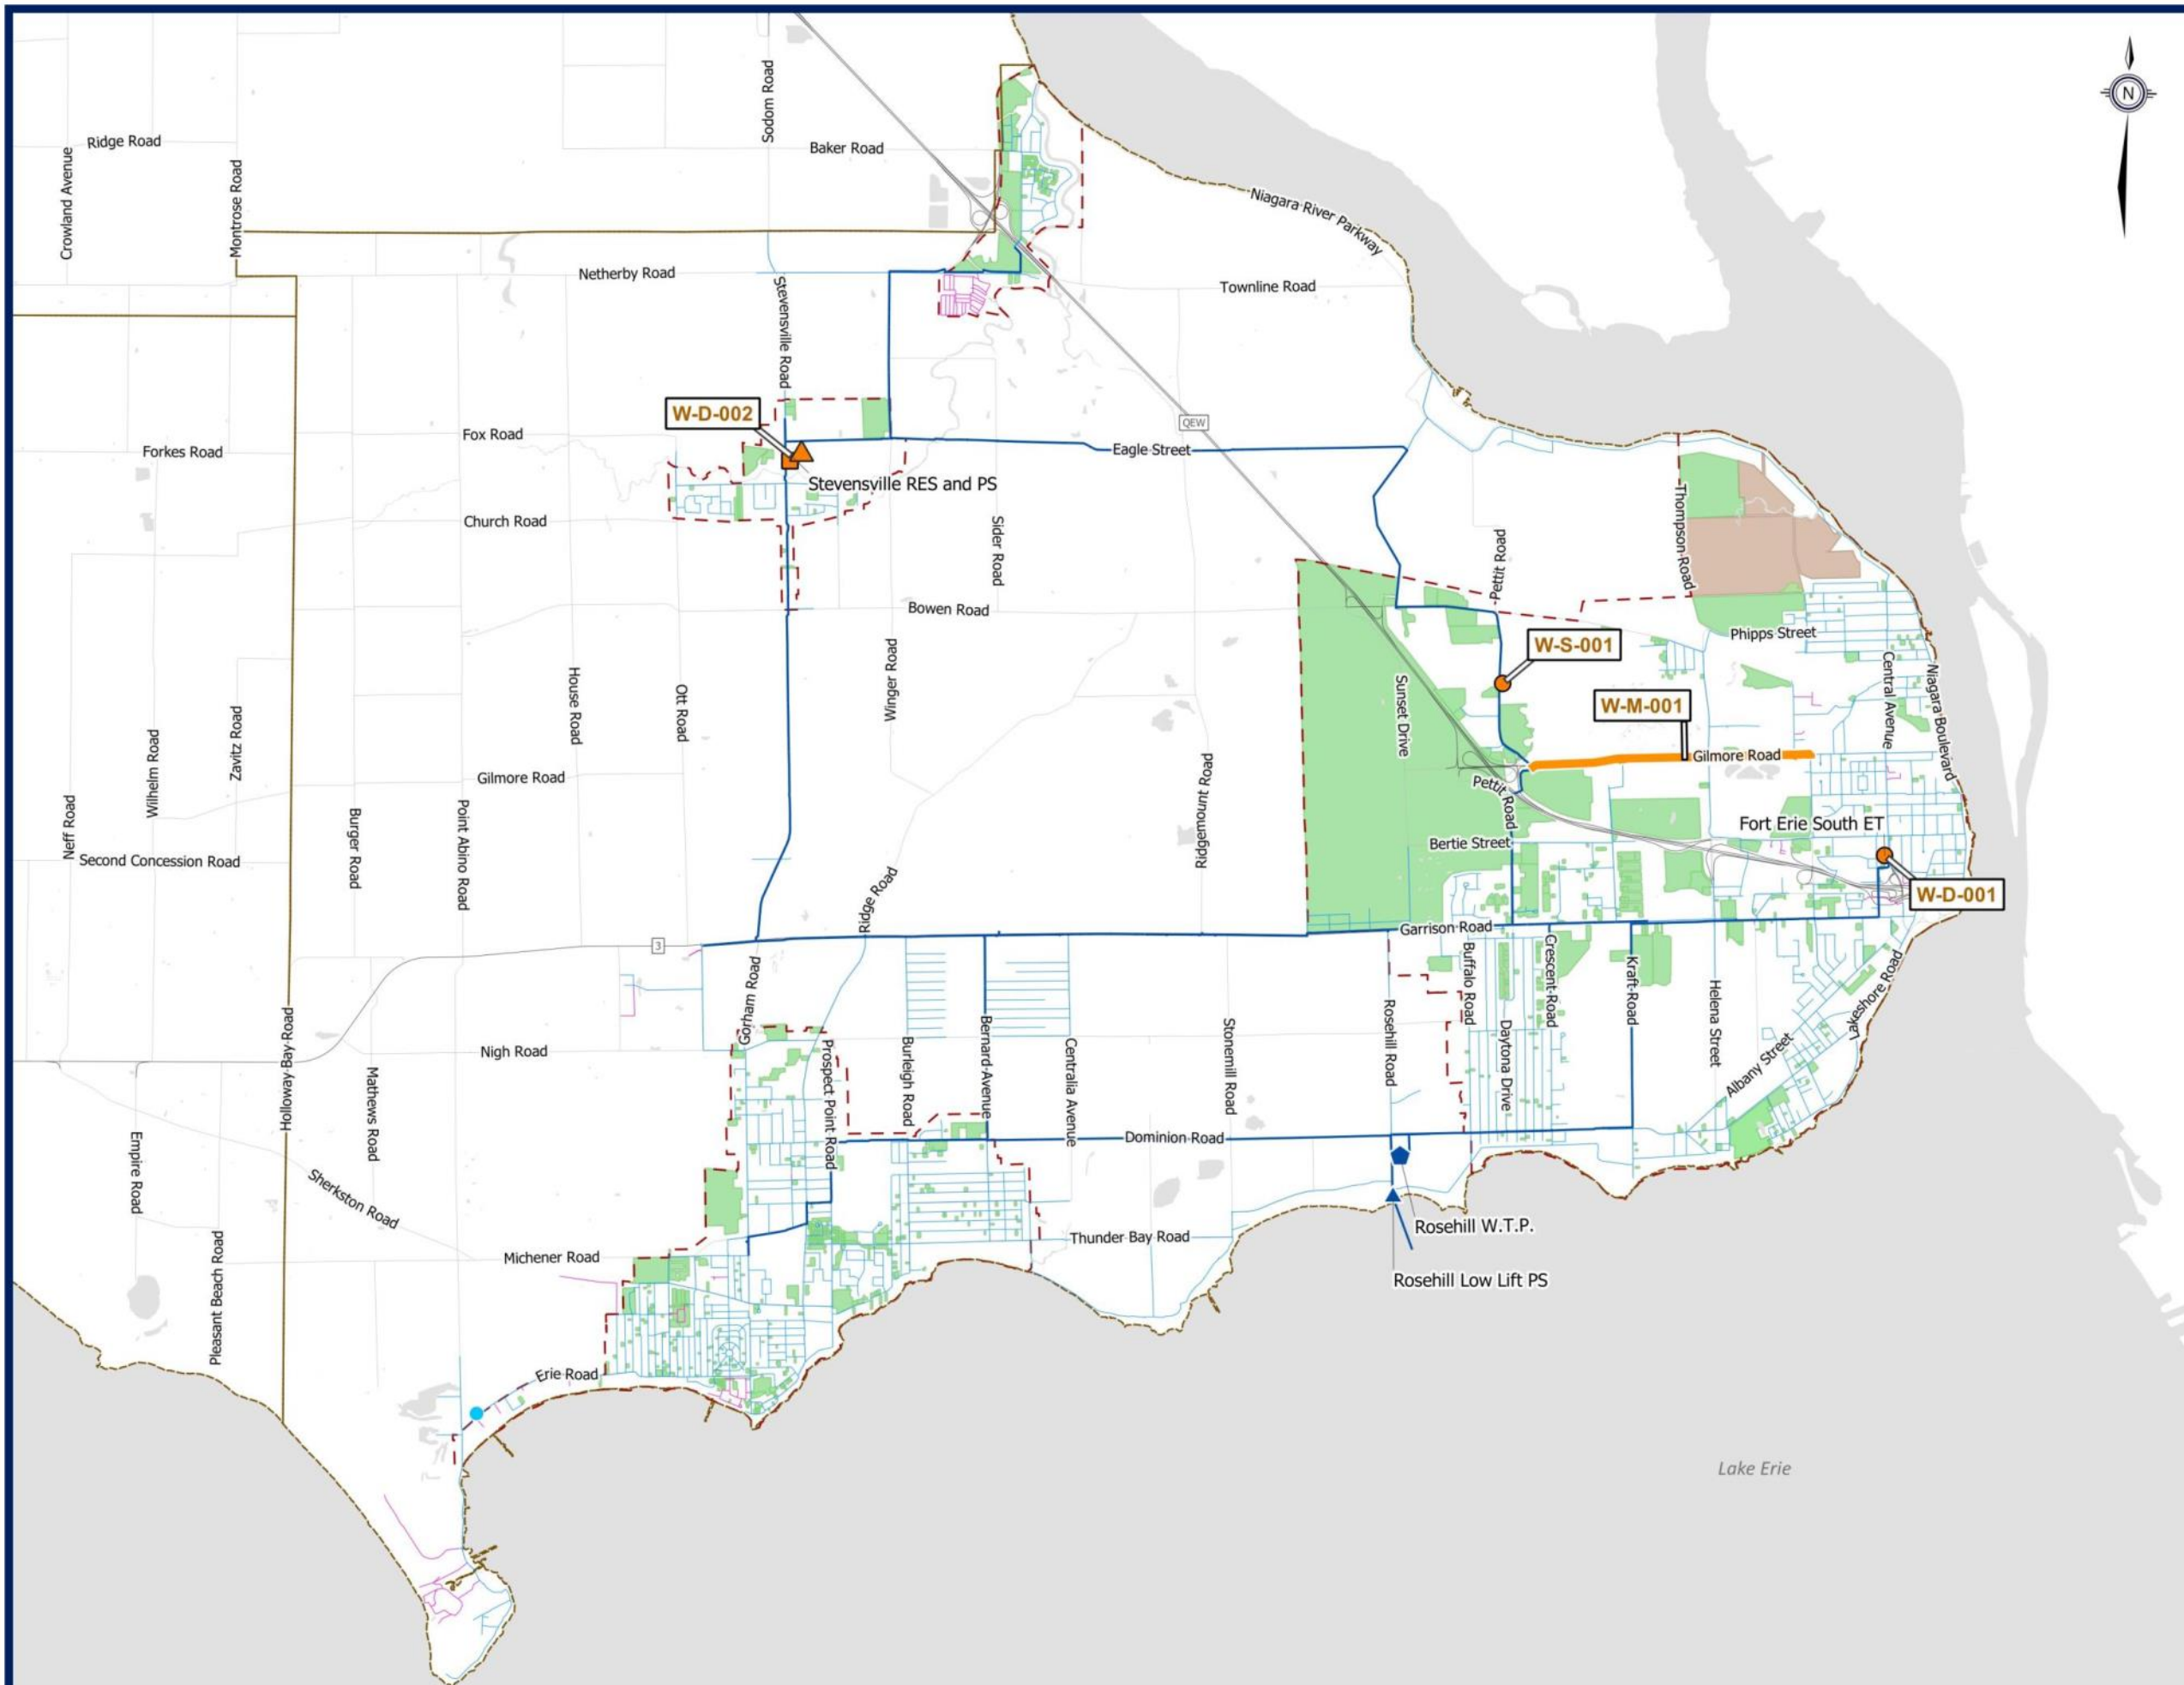 N
Sodom Road
Ridge Road
Baker Road
Crowland Avenue
Montrose Road
Niagara River Parkway
Netherby Road
Stevensville Road
Townline Road
W-D-002
QEW
Fox Road
Forkes Road
Eagle Street
Stevensville RES and PS
Thompson Road
Church Road
Sider Road
Pettit Road
Bowen Road
Phipps Street
W-S-001
House Road
Ott Road
Winger Road
Sunset Drive
Central Avenue
Niagara Boulevard
W-M-001
Wilhelm Road
Zavitz Road
Gilmore Road
Gilmore Road
Ridgemount Road
Pettit Road
Neff Road
Burger Road
Point Abino Road
Fort Erie South ET
Bertie Street
Second Concession Road
Ridge Road
W-D-001
3
Garrison Road
Buffalo Road
Crescent Road
Kraft Road
Gorham Road
Helena Street
Lakeshore Road
Holloway Bay Road
Nigh Road
Prospect Point Road
Burleigh Road
Bernard Avenue
Centralia Avenue
Stonemill Road
Rosehill Road
Daytona Drive
Albany Street
Mathews Road
Empire Road
Dominion Road
Sherkston Road
Rosehill W.T.P.
Thunder Bay Road
Michener Road
Pleasant Beach Road
Rosehill Low Lift PS
Erie Road
Lake Erie